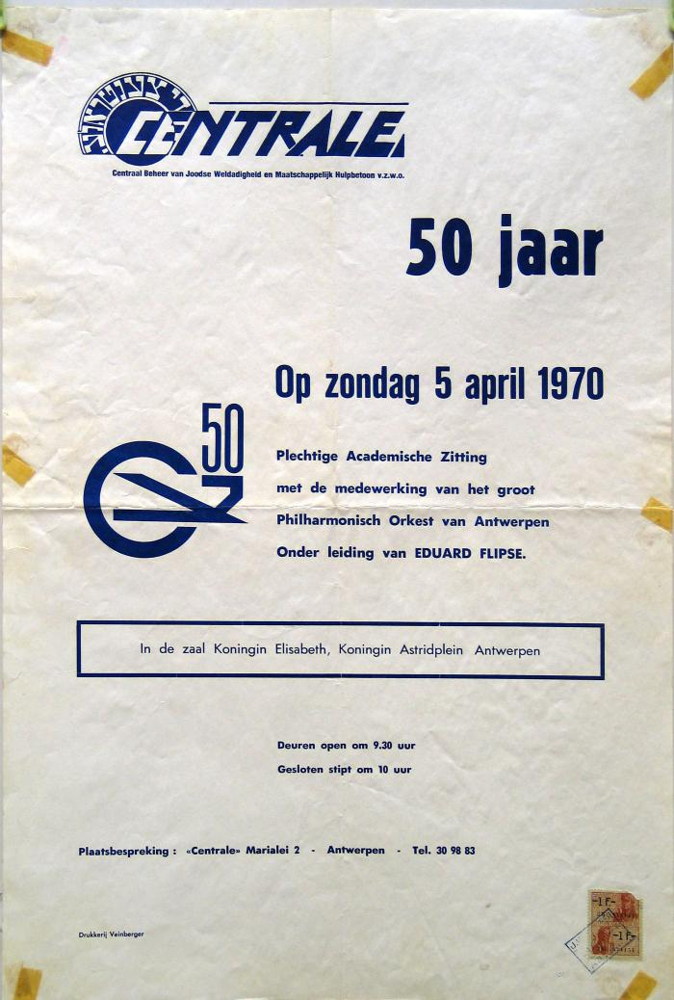 CENTRALE
Centraal Beheer van Joodse Weldadigheid en Maatschappelijk Hulpbetoon v.z.w.o.
50 jaar
Op zondag 5 april 1970
50
Plechtige Academische Zitting
met de medewerking van het groot
Philharmonisch Orkest van Antwerpen
Onder leiding van EDUARD FLIPSE.
In de zaal Koningin Elisabeth, Koningin Astridplein Antwerpen
Deuren open om 9.30 uur
Gesloten stipt om 10 uur
Plaatsbespreking : «Centrale» Marialei 2 - Antwerpen - Tel. 30 98 83
Drukkerij Veinberger
-1F-
-1F-